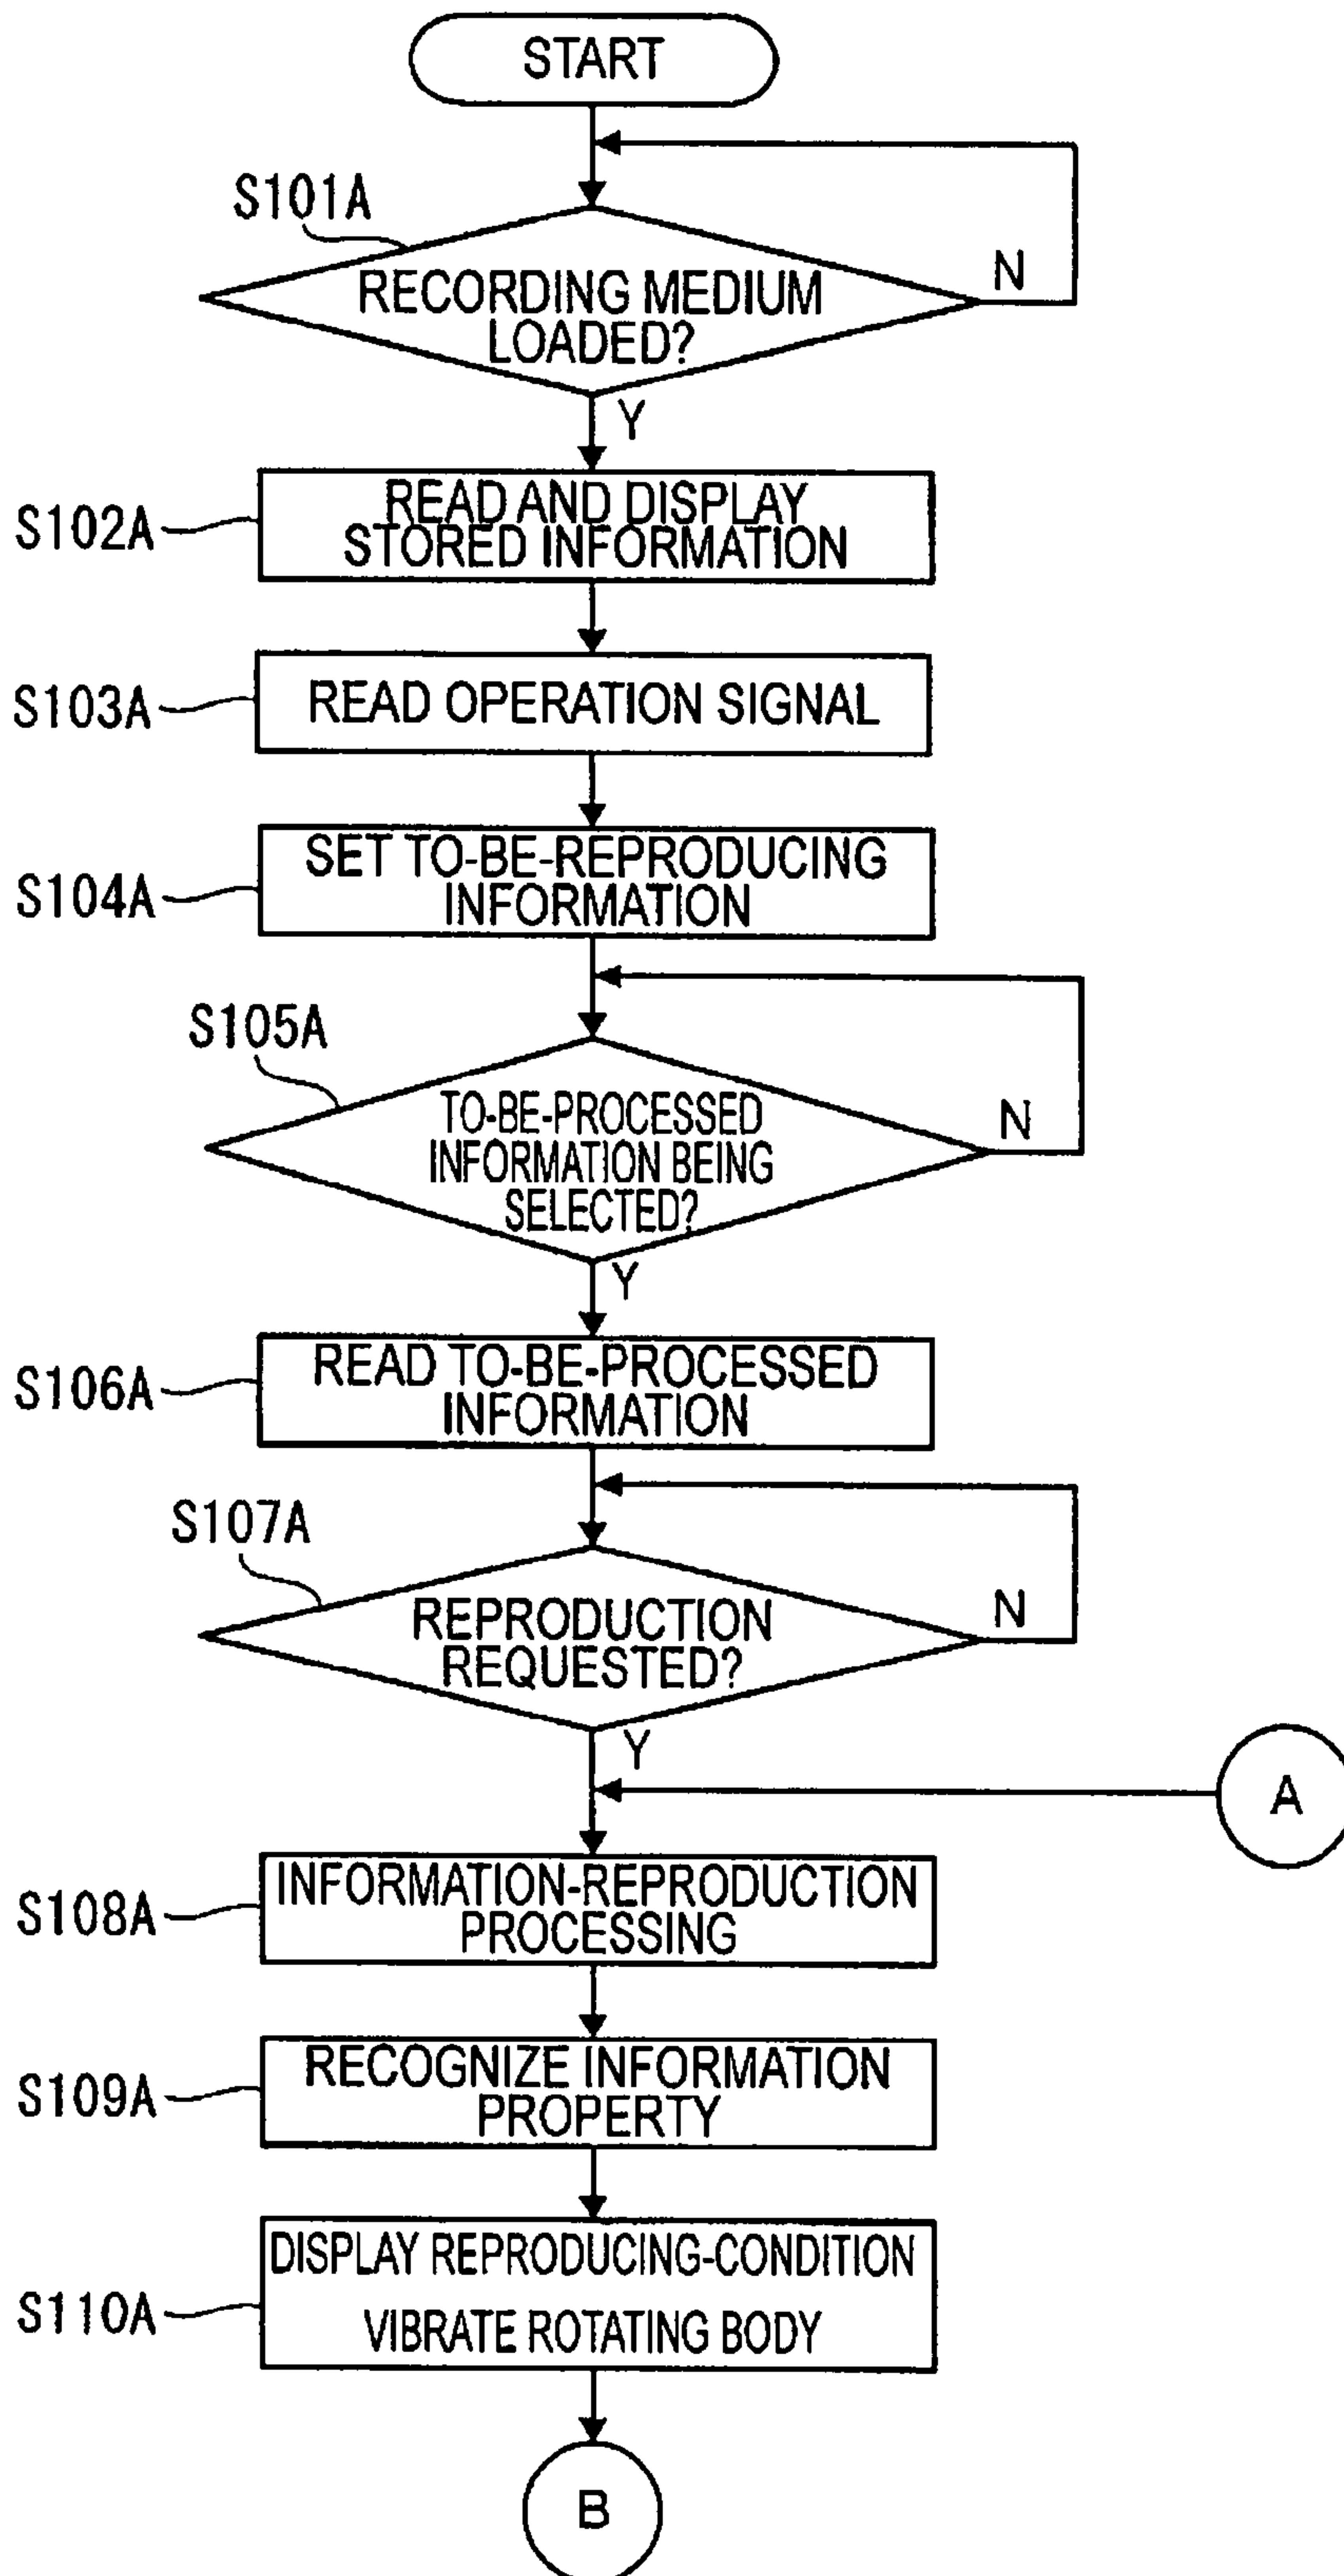 START
S101A
RECORDING MEDIUM
LOADED?
N
Y
S102A
READ AND DISPLAY
STORED INFORMATION
S103A
READ OPERATION SIGNAL
S104A
SET TO-BE-REPRODUCING
INFORMATION
S105A
TO-BE-PROCESSED
INFORMATION BEING
SELECTED?
N
Y
S106A
READ TO-BE-PROCESSED
INFORMATION
S107A
REPRODUCTION
REQUESTED?
N
Y
A
S108A
INFORMATION-REPRODUCTION
PROCESSING
S109A
RECOGNIZE INFORMATION
PROPERTY
S110A
DISPLAY REPRODUCING-CONDITION
VIBRATE ROTATING BODY
B